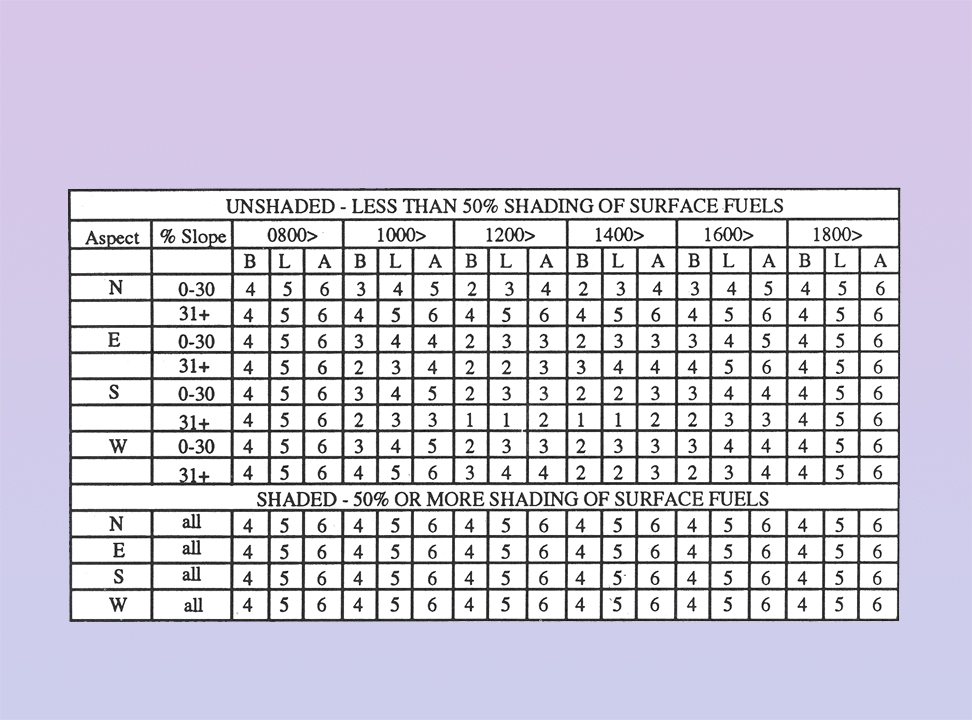 UNSHADED - LESS THAN 50% SHADING OF SURFACE FUELS
Aspect % Slope 0800> 1000> 1200> 1400> 1600> 1800>
B L A B L A B L A B L A B L A B L A
N 0-30 4 5 6 3 4 5 2 3 4 2 3 4 3 4 5 4 5 6
31+ 4 5 6 4 5 6 4 5 6 4 5 6 4 5 6 4 5 6
E 0-30 4 5 6 3 4 4 2 3 3 2 3 3 3 4 5 4 5 6
31+ 4 5 6 2 3 4 2 2 3 3 4 4 4 5 6 4 5 6
S 0-30 4 5 6 3 4 5 2 3 3 2 2 3 3 4 4 4 5 6
31+ 4 5 6 2 3 3 1 1 2 1 1 2 2 3 3 4 5 6
W 0-30 4 5 6 3 4 5 2 3 3 2 3 3 3 4 4 4 5 6
31+ 4 5 6 4 5 6 3 4 4 2 2 3 2 3 4 4 5 6
SHADED - 50% OR MORE SHADING OF SURFACE FUELS
N all 4 5 6 4 5 6 4 5 6 4 5 6 4 5 6 4 5 6
E all 4 5 6 4 5 6 4 5 6 4 5 6 4 5 6 4 5 6
S all 4 5 6 4 5 6 4 5 6 4 5 6 4 5 6 4 5 6
W all 4 5 6 4 5 6 4 5 6 4 5 6 4 5 6 4 5 6